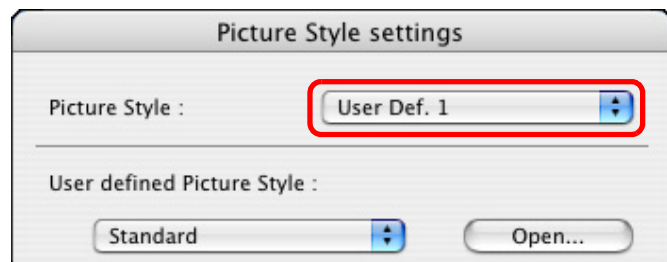 Picture Style settings
Picture Style : User Def. 1
User defined Picture Style :
Standard Open...